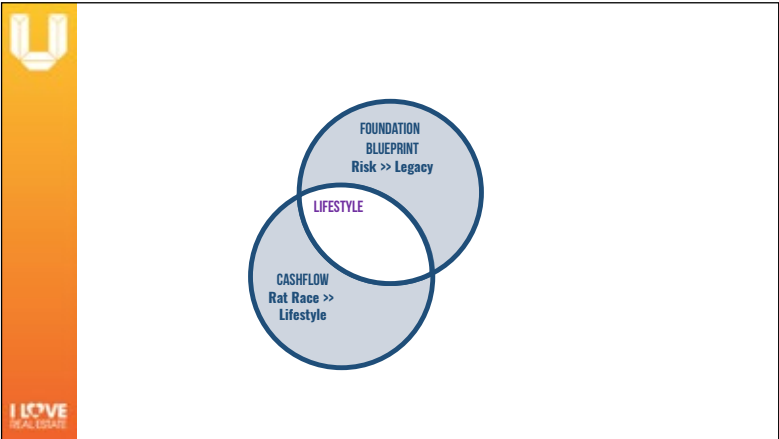 FOUNDATION
BLUEPRINT
Risk >> Legacy
LIFESTYLE
CASHFLOW
Rat Race >>
Lifestyle
I LOVE
REAL ESTATE